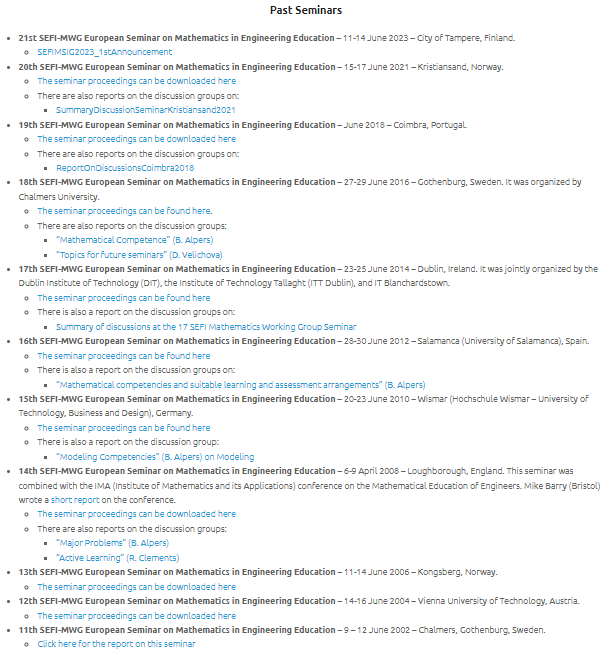 Past Seminars
21st SEFI-MWG European Seminar on Mathematics in Engineering Education – 11-14 June 2023 – City of Tampere, Finland.
SEFIMSIG2023_1stAnnouncement
20th SEFI-MWG European Seminar on Mathematics in Engineering Education – 15-17 June 2021 – Kristiansand, Norway.
The seminar proceedings can be downloaded here
There are also reports on the discussion groups on:
SummaryDiscussionSeminarKristiansand2021
19th SEFI-MWG European Seminar on Mathematics in Engineering Education – June 2018 – Coimbra, Portugal.
The seminar proceedings can be downloaded here
There are also reports on the discussion groups on:
ReportOnDiscussionsCoimbra2018
18th SEFI-MWG European Seminar on Mathematics in Engineering Education – 27-29 June 2016 – Gothenburg, Sweden. It was organized by
Chalmers University.
The seminar proceedings can be found here.
There are also reports on the discussion groups:
“Mathematical Competence” (B. Alpers)
“Topics for future seminars” (D. Velichova)
17th SEFI-MWG European Seminar on Mathematics in Engineering Education – 23-25 June 2014 – Dublin, Ireland. It was jointly organized by the
Dublin Institute of Technology (DIT), the Institute of Technology Tallaght (ITT Dublin), and IT Blanchardstown.
The seminar proceedings can be found here
There is also a report on the discussion groups on:
Summary of discussions at the 17 SEFI Mathematics Working Group Seminar
16th SEFI-MWG European Seminar on Mathematics in Engineering Education – 28-30 June 2012 – Salamanca (University of Salamanca), Spain.
The seminar proceedings can be found here
There is also a report on the discussion groups on:
“Mathematical competencies and suitable learning and assessment arrangements” (B. Alpers)
15th SEFI-MWG European Seminar on Mathematics in Engineering Education – 20-23 June 2010 – Wismar (Hochschule Wismar – University of
Technology, Business and Design), Germany.
The seminar proceedings can be found here
There is also a report on the discussion group:
“Modeling Competencies” (B. Alpers) on Modeling
14th SEFI-MWG European Seminar on Mathematics in Engineering Education – 6-9 April 2008 – Loughborough, England. This seminar was
combined with the IMA (Institute of Mathematics and its Applications) conference on the Mathematical Education of Engineers. Mike Barry (Bristol)
wrote a short report on the conference.
The seminar proceedings can be downloaded here
There are also reports on the discussion groups:
“Major Problems” (B. Alpers)
“Active Learning” (R. Clements)
13th SEFI-MWG European Seminar on Mathematics in Engineering Education – 11-14 June 2006 – Kongsberg, Norway.
The seminar proceedings can be downloaded here
12th SEFI-MWG European Seminar on Mathematics in Engineering Education – 14-16 June 2004 – Vienna University of Technology, Austria.
The seminar proceedings can be downloaded here
11th SEFI-MWG European Seminar on Mathematics in Engineering Education – 9 – 12 June 2002 – Chalmers, Gothenburg, Sweden.
Click here for the report on this seminar